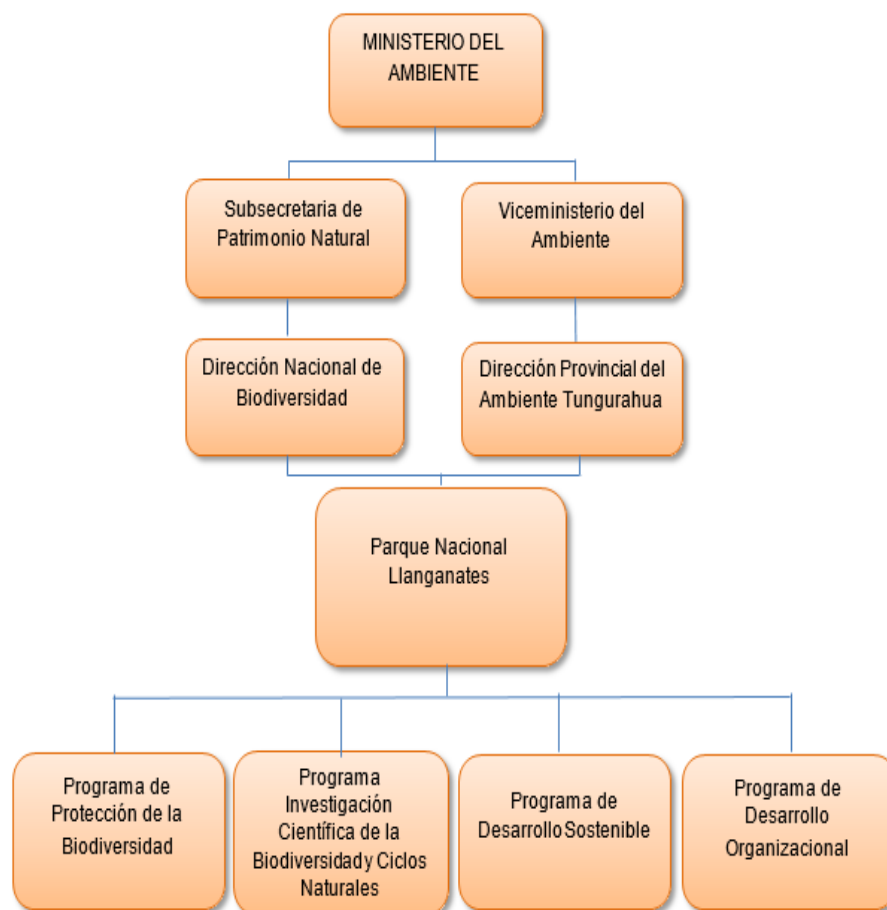 MINISTERIO DEL
AMBIENTE
Subsecretaria de
Patrimonio Natural
Viceministerio del
Ambiente
Dirección Nacional de
Biodiversidad
Dirección Provincial del
Ambiente Tungurahua
Parque Nacional
Llanganates
Programa de
Protección de la
Biodiversidad
Programa
Investigación
Científica de la
Biodiversidad y Ciclos
Naturales
Programa de
Desarrollo Sostenible
Programa de
Desarrollo
Organizacional